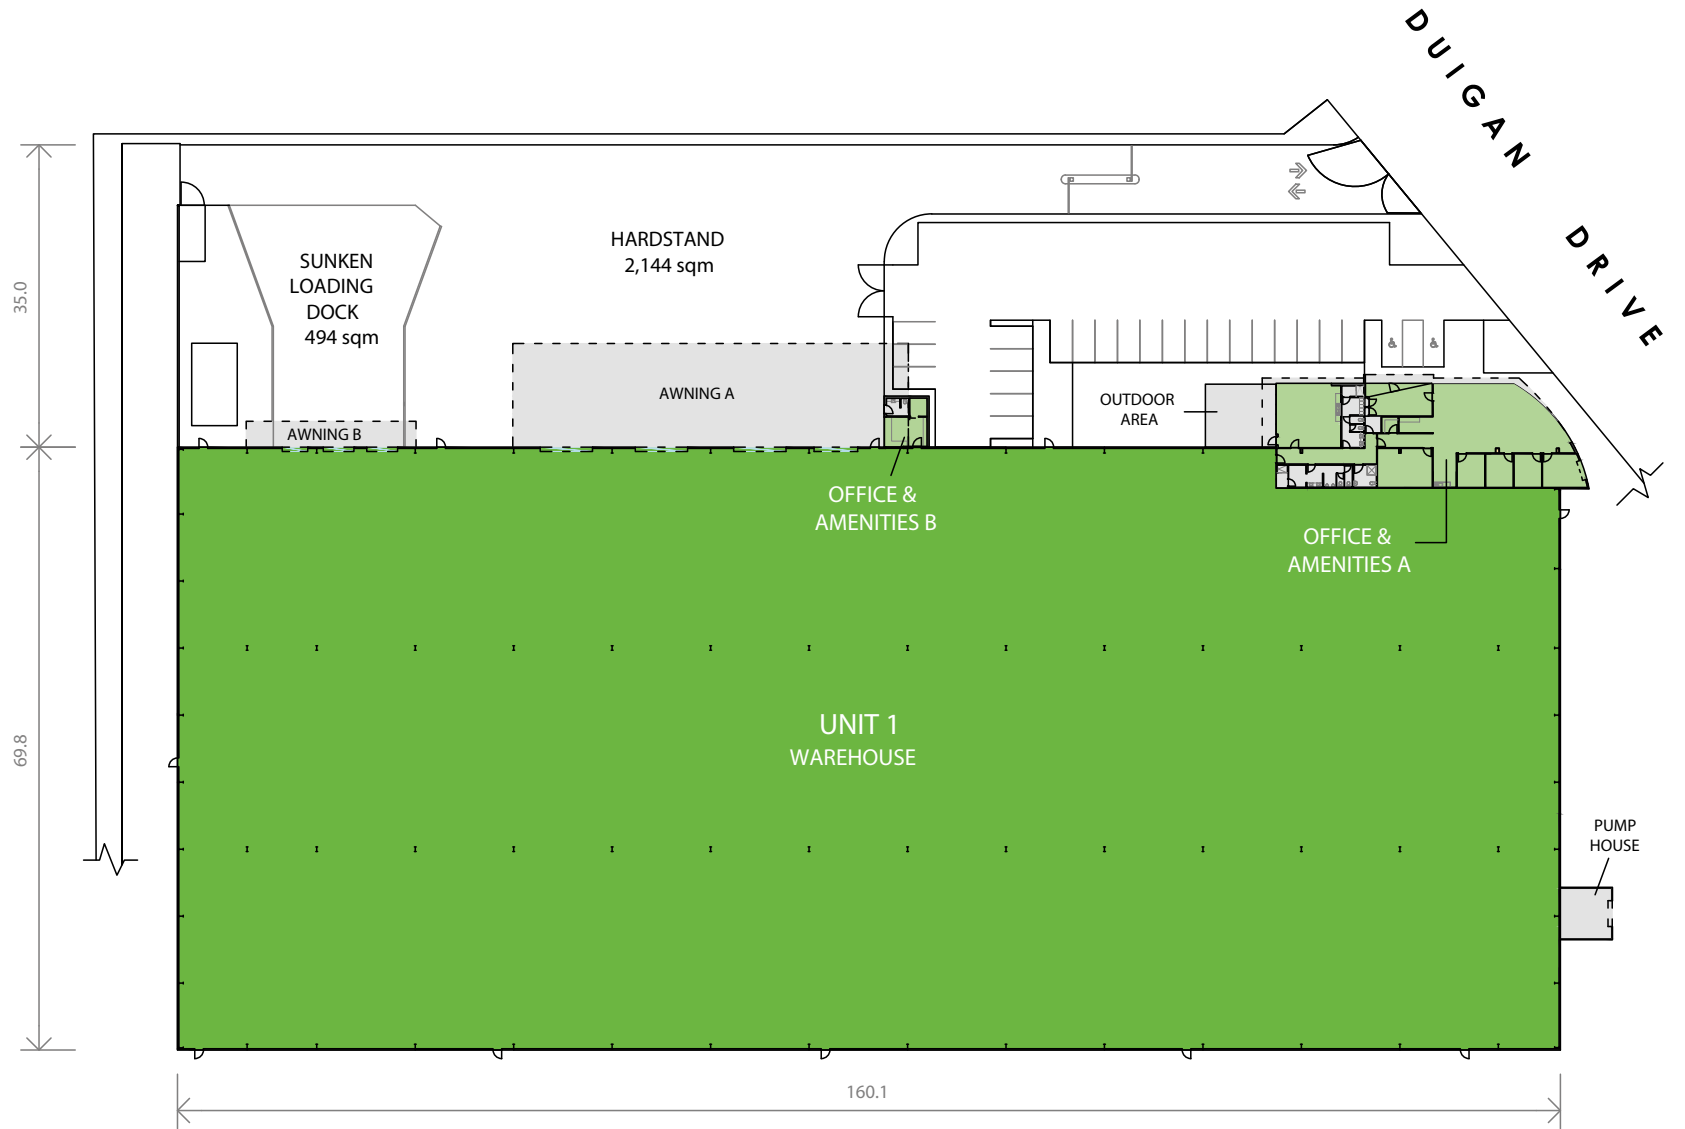 DUIGAN DRIVE
35.0
SUNKEN
LOADING
DOCK
494 sqm
HARDSTAND
2,144 sqm
AWNING A
AWNING B
OUTDOOR
AREA
OFFICE &
AMENITIES B
OFFICE &
AMENITIES A
69.8
UNIT 1
WAREHOUSE
PUMP
HOUSE
160.1